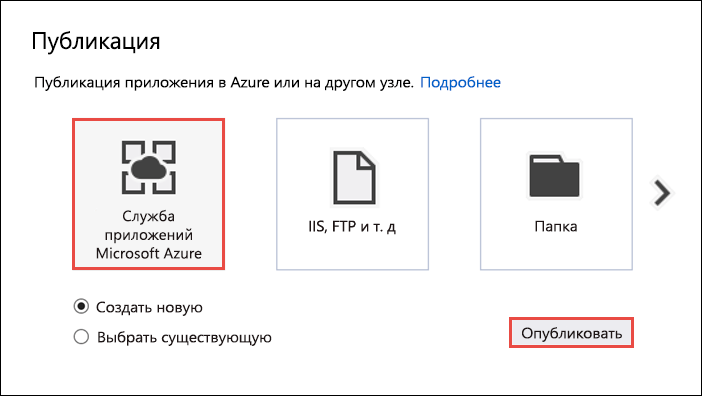 Публикация
Публикация приложения в Azure или на другом узле. Подробнее
Служба
приложений
Microsoft Azure
IIS, FTP и т. д
Папка
Создать новую
Выбрать существующую
Опубликовать